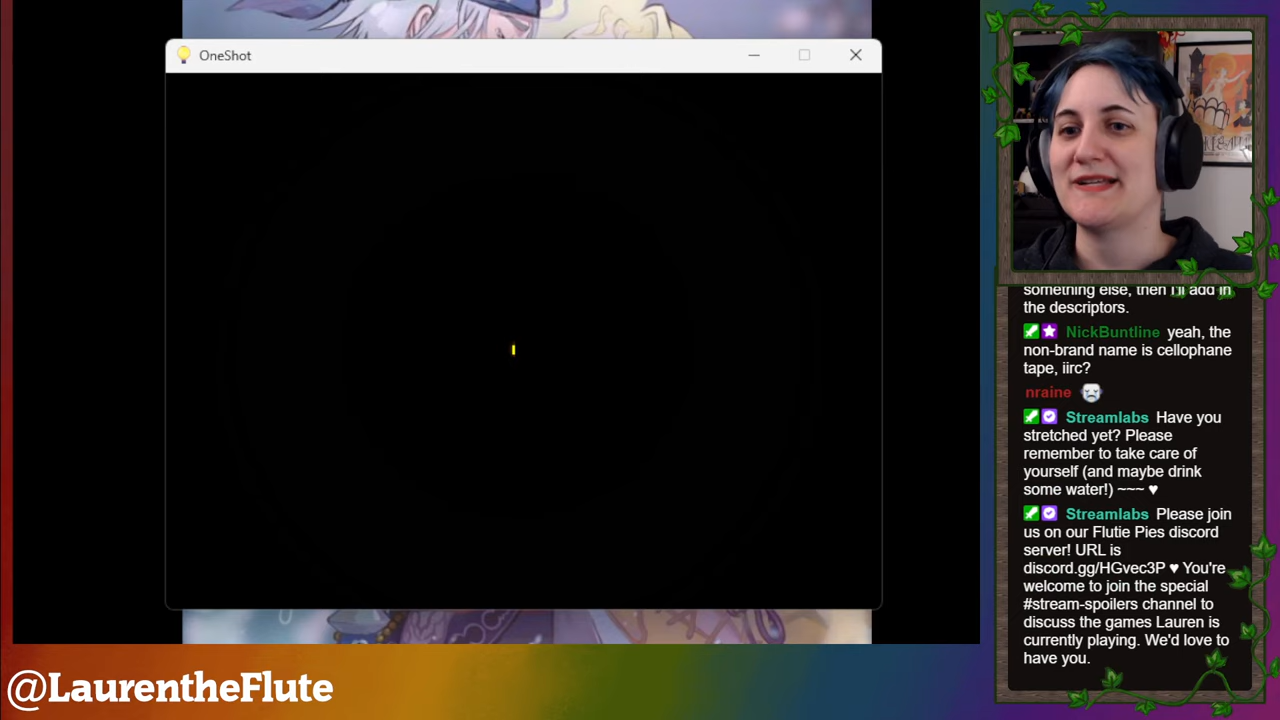 OneShot
something else, then I'll add in
the descriptors.
NickBuntline yeah, the
non-brand name is cellophane
tape, iirc?
nraine
Streamlabs Have you
stretched yet? Please
remember to take care of
yourself (and maybe drink
some water!) ~~~ ♥
Streamlabs Please join
us on our Flutie Pies discord
server! URL is
discord.gg/HGvec3P ♥ You're
welcome to join the special
#stream-spoilers channel to
discuss the games Lauren is
currently playing. We'd love to
have you.
@LaurentheFlute